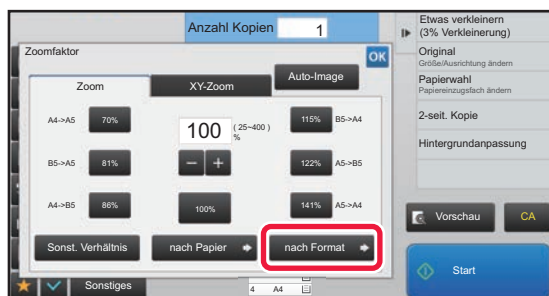 Anzahl Kopien 1
Zoomfaktor
OK
Zoom
XY-Zoom
Auto-Image
A4->A5 70%
100 (25~400) %
115% B5->A4
B5->A5 81%
122% A5->B5
A4->B5 86%
100%
141% A5->A4
Sonst. Verhältnis
nach Papier
nach Format
Sonstiges
4 A4
Etwas verkleinern
(3% Verkleinerung)
Original
Größe/Ausrichtung ändern
Papierwahl
Papiereinzugsfach ändern
2-seit. Kopie
Hintergrundanpassung
Vorschau
CA
Start